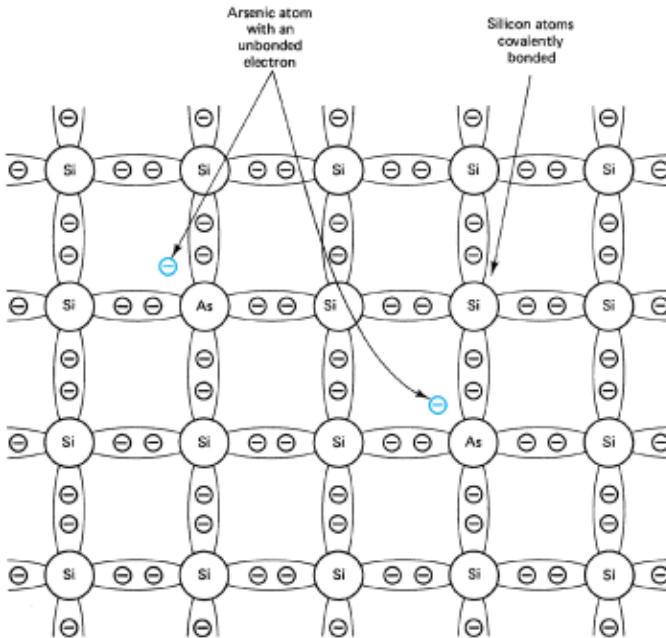 Arsenic atom
with an
unbonded
electron
Silicon atoms
covalently
bonded
Si Si Si Si Si
Si As Si Si Si
Si Si Si As Si
Si Si Si Si Si